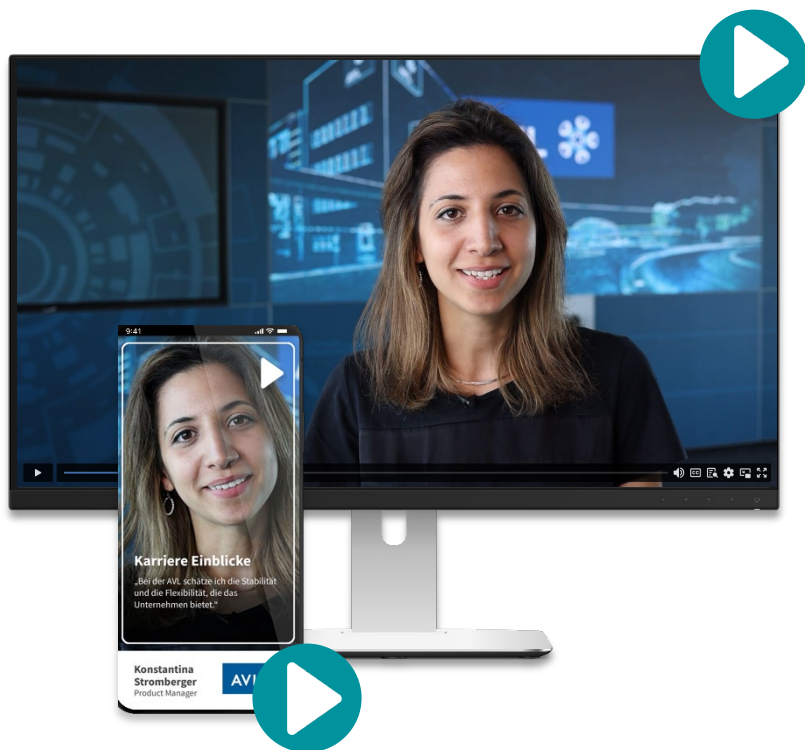 9:41
Karriere Einblicke
„Bei der AVL schätze ich die Stabilität
und die Flexibilität, die das
Unternehmen bietet."
Konstantina
Stromberger
Product Manager